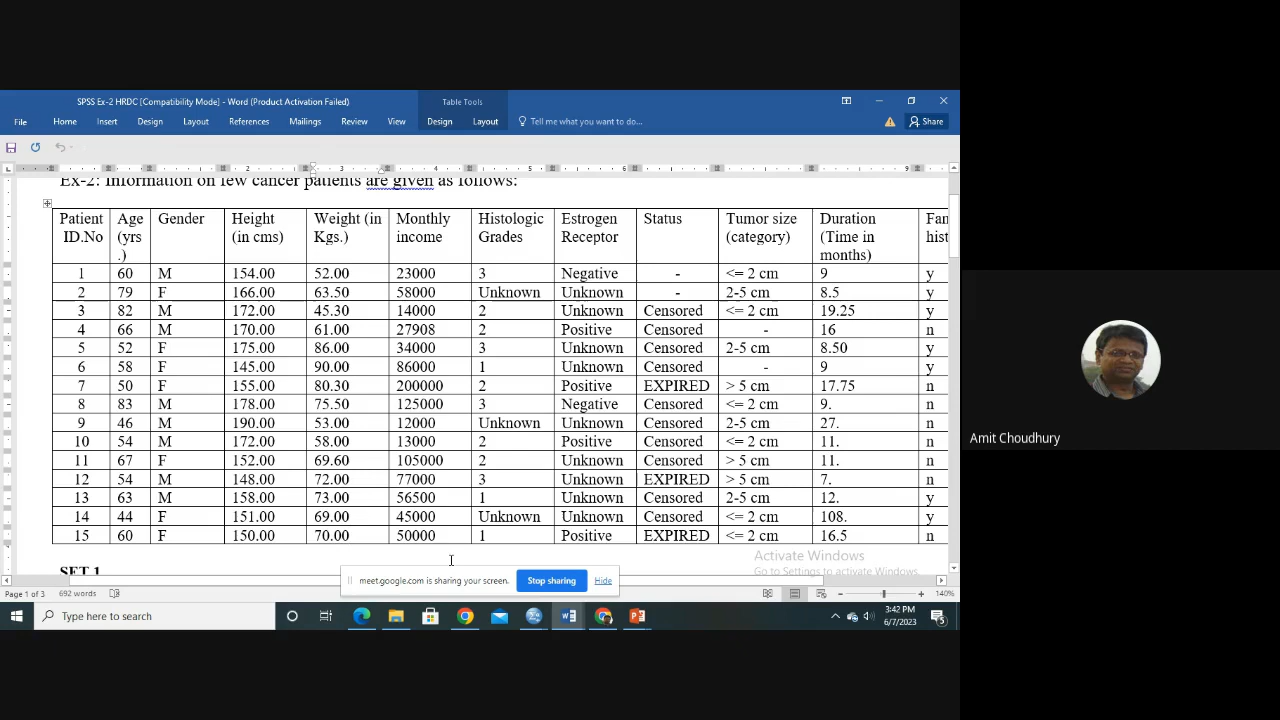 SPSS Ex-2 HRDC [Compatibility Mode] - Word (Product Activation Failed)
Table Tools
File Home Insert Design Layout References Mailings Review View Design Layout Tell me what you want to do... Share
2 3 4 5 6 7 8 9
Ex-2: Information on few cancer patients are given as follows:
Patient ID.No Age (yrs .) Gender Height (in cms) Weight (in Kgs.) Monthly income Histologic Grades Estrogen Receptor Status Tumor size (category) Duration (Time in months) Fan hist
1 60 M 154.00 52.00 23000 3 Negative - <= 2 cm 9 y
2 79 F 166.00 63.50 58000 Unknown Unknown - 2-5 cm 8.5 y
3 82 M 172.00 45.30 14000 2 Unknown Censored <= 2 cm 19.25 y
4 66 M 170.00 61.00 27908 2 Positive Censored - 16 n
5 52 F 175.00 86.00 34000 3 Unknown Censored 2-5 cm 8.50 y
6 58 F 145.00 90.00 86000 1 Unknown Censored - 9 y
7 50 F 155.00 80.30 200000 2 Positive EXPIRED > 5 cm 17.75 n
8 83 M 178.00 75.50 125000 3 Negative Censored <= 2 cm 9. n
9 46 M 190.00 53.00 12000 Unknown Unknown Censored 2-5 cm 27. n
10 54 M 172.00 58.00 13000 2 Positive Censored <= 2 cm 11. n
11 67 F 152.00 69.60 105000 2 Unknown Censored > 5 cm 11. n
12 54 M 148.00 72.00 77000 3 Unknown EXPIRED > 5 cm 7. n
13 63 M 158.00 73.00 56500 1 Unknown Censored 2-5 cm 12. y
14 44 F 151.00 69.00 45000 Unknown Unknown Censored <= 2 cm 108. y
15 60 F 150.00 70.00 50000 1 Positive EXPIRED <= 2 cm 16.5 n
SET 1
Activate Windows
Go to Settings to activate Windows.
meet.google.com is sharing your screen. Stop sharing Hide
Page 1 of 3 692 words 140%
Type here to search
3:42 PM
6/7/2023
5
Amit Choudhury